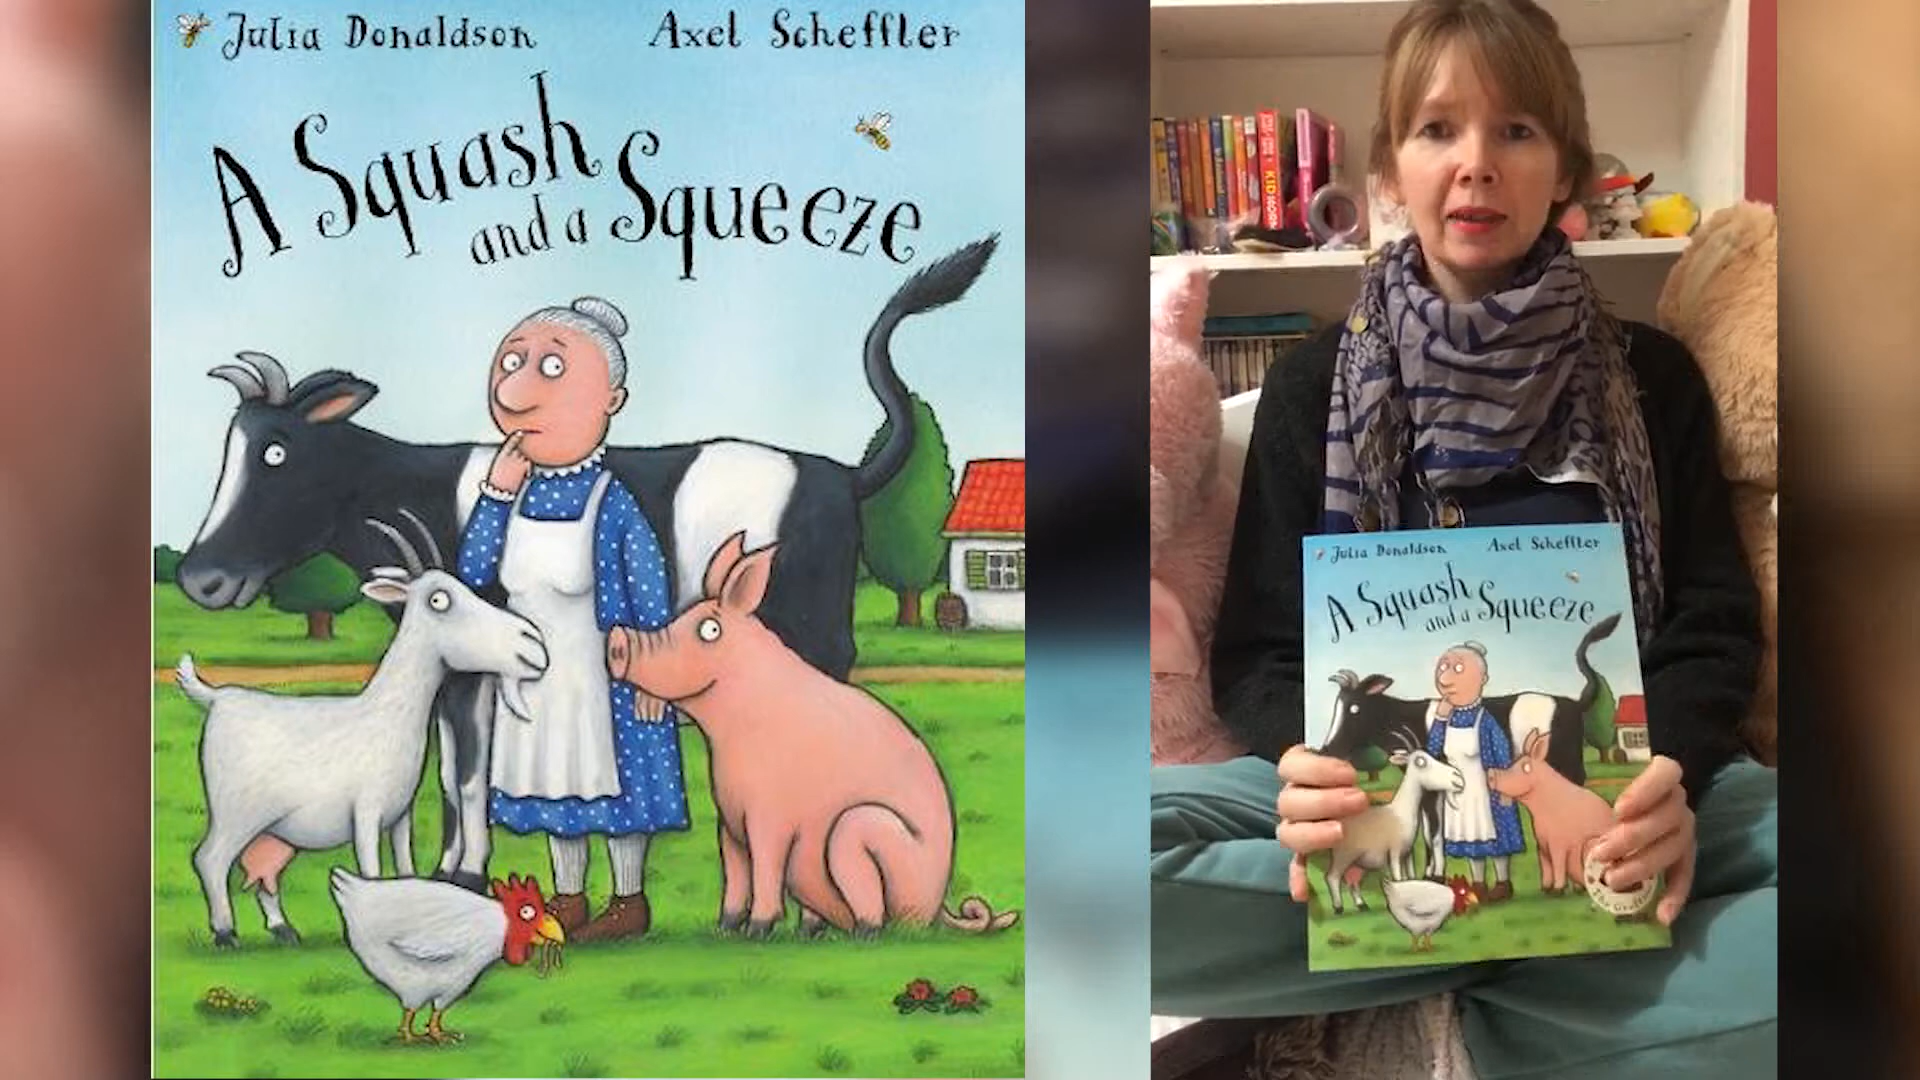 Julia Donaldson Axel Scheffler
A Squash
and a Squeeze
KID
Julia Donaldson Axel Scheffler
A Squash
and a Squeeze